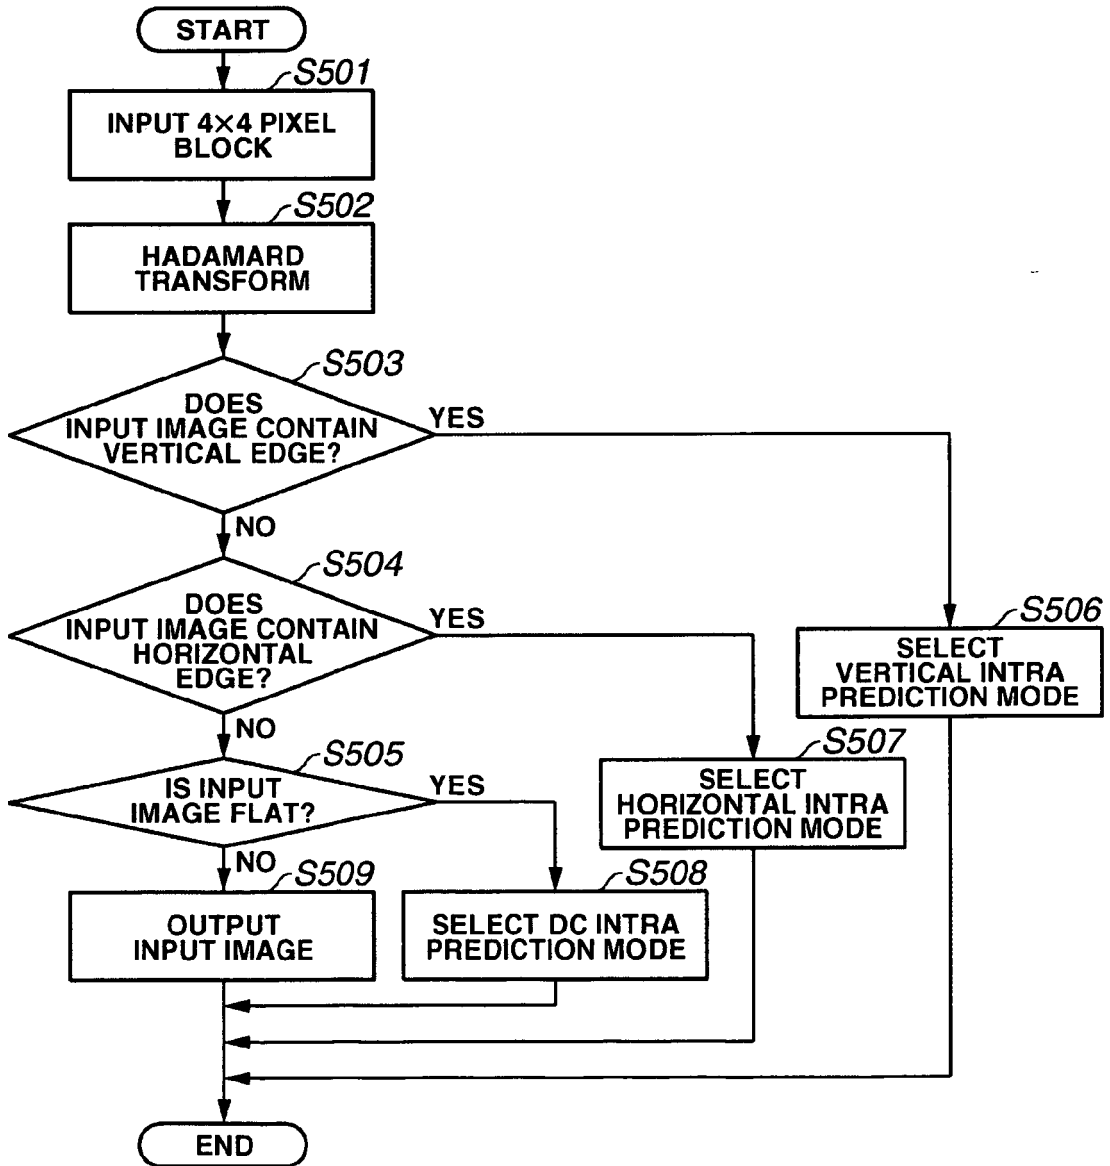 START
S501
INPUT 4×4 PIXEL
BLOCK
S502
HADAMARD
TRANSFORM
S503
DOES
INPUT IMAGE CONTAIN
VERTICAL EDGE?
YES
NO
S504
DOES
INPUT IMAGE CONTAIN
HORIZONTAL
EDGE?
YES
NO
S506
SELECT
VERTICAL INTRA
PREDICTION MODE
S505
IS INPUT
IMAGE FLAT?
YES
NO
S507
SELECT
HORIZONTAL INTRA
PREDICTION MODE
S509
OUTPUT
INPUT IMAGE
S508
SELECT DC INTRA
PREDICTION MODE
END